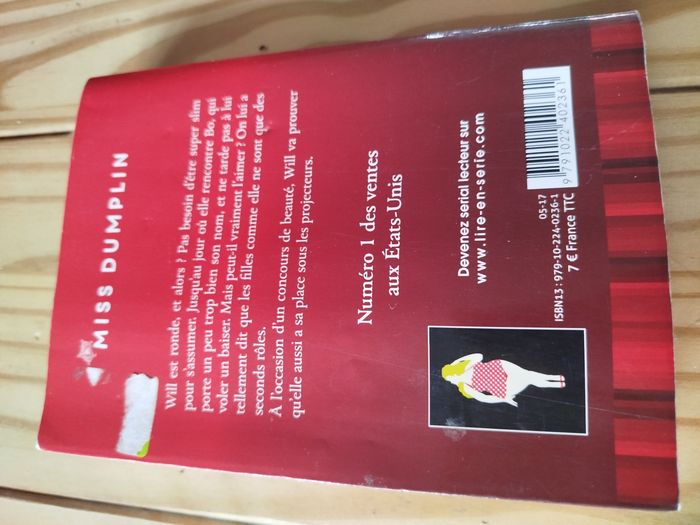 MISS DUMPLIN
Will est ronde, et alors ? Pas besoin d'être super slim
pour s'assumer. Jusqu'au jour où elle rencontre Bo, qui
porte un peu trop bien son nom, et ne tarde pas à lui
voler un baiser. Mais peut-il vraiment l'aimer ? On lui a
tellement dit que les filles comme elle ne sont que des
seconds rôles.
À l'occasion d'un concours de beauté, Will va prouver
qu'elle aussi a sa place sous les projecteurs.
Numéro 1 des ventes
aux États-Unis
Devenez serial lecteur sur
www.lire-en-serie.com
9 791022 402361
05-17
ISBN13 : 979-10-224-0236-1
7 € France TTC